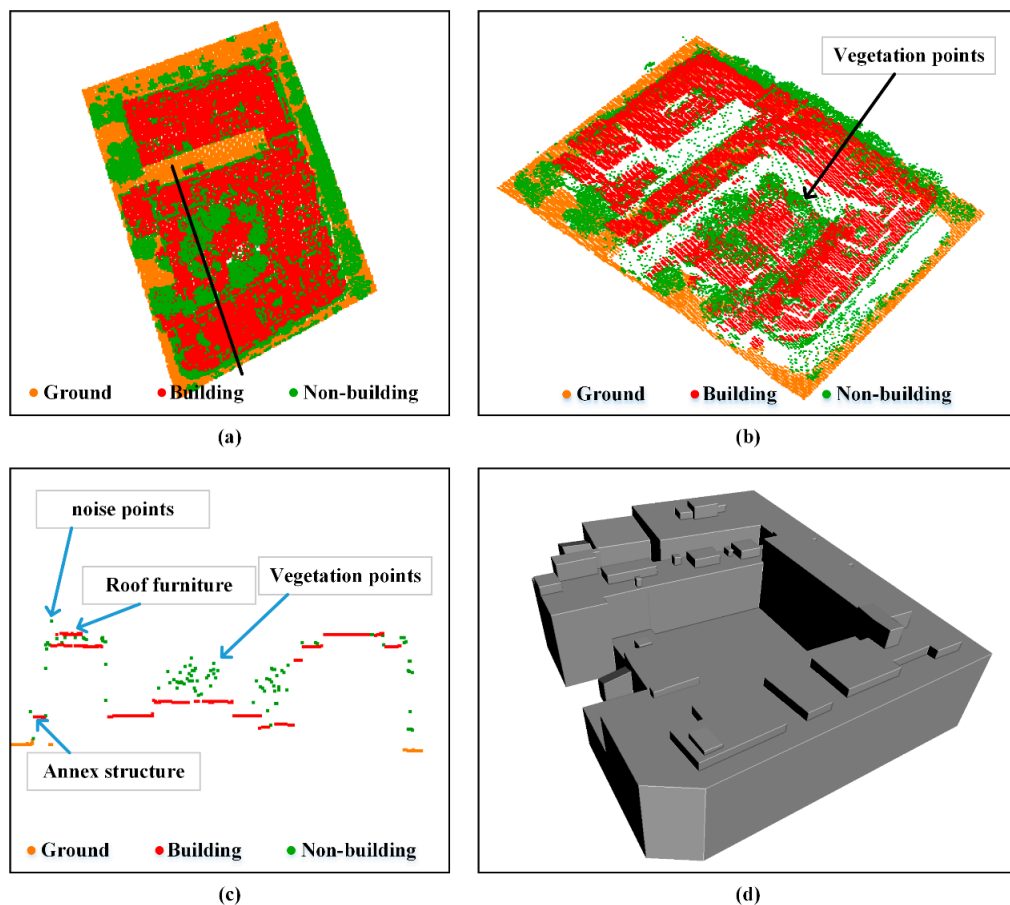 Ground Building Non-building
(a)
Vegetation points
Ground Building Non-building
(b)
noise points
Roof furniture
Vegetation points
Annex structure
Ground Building Non-building
(c)
(d)